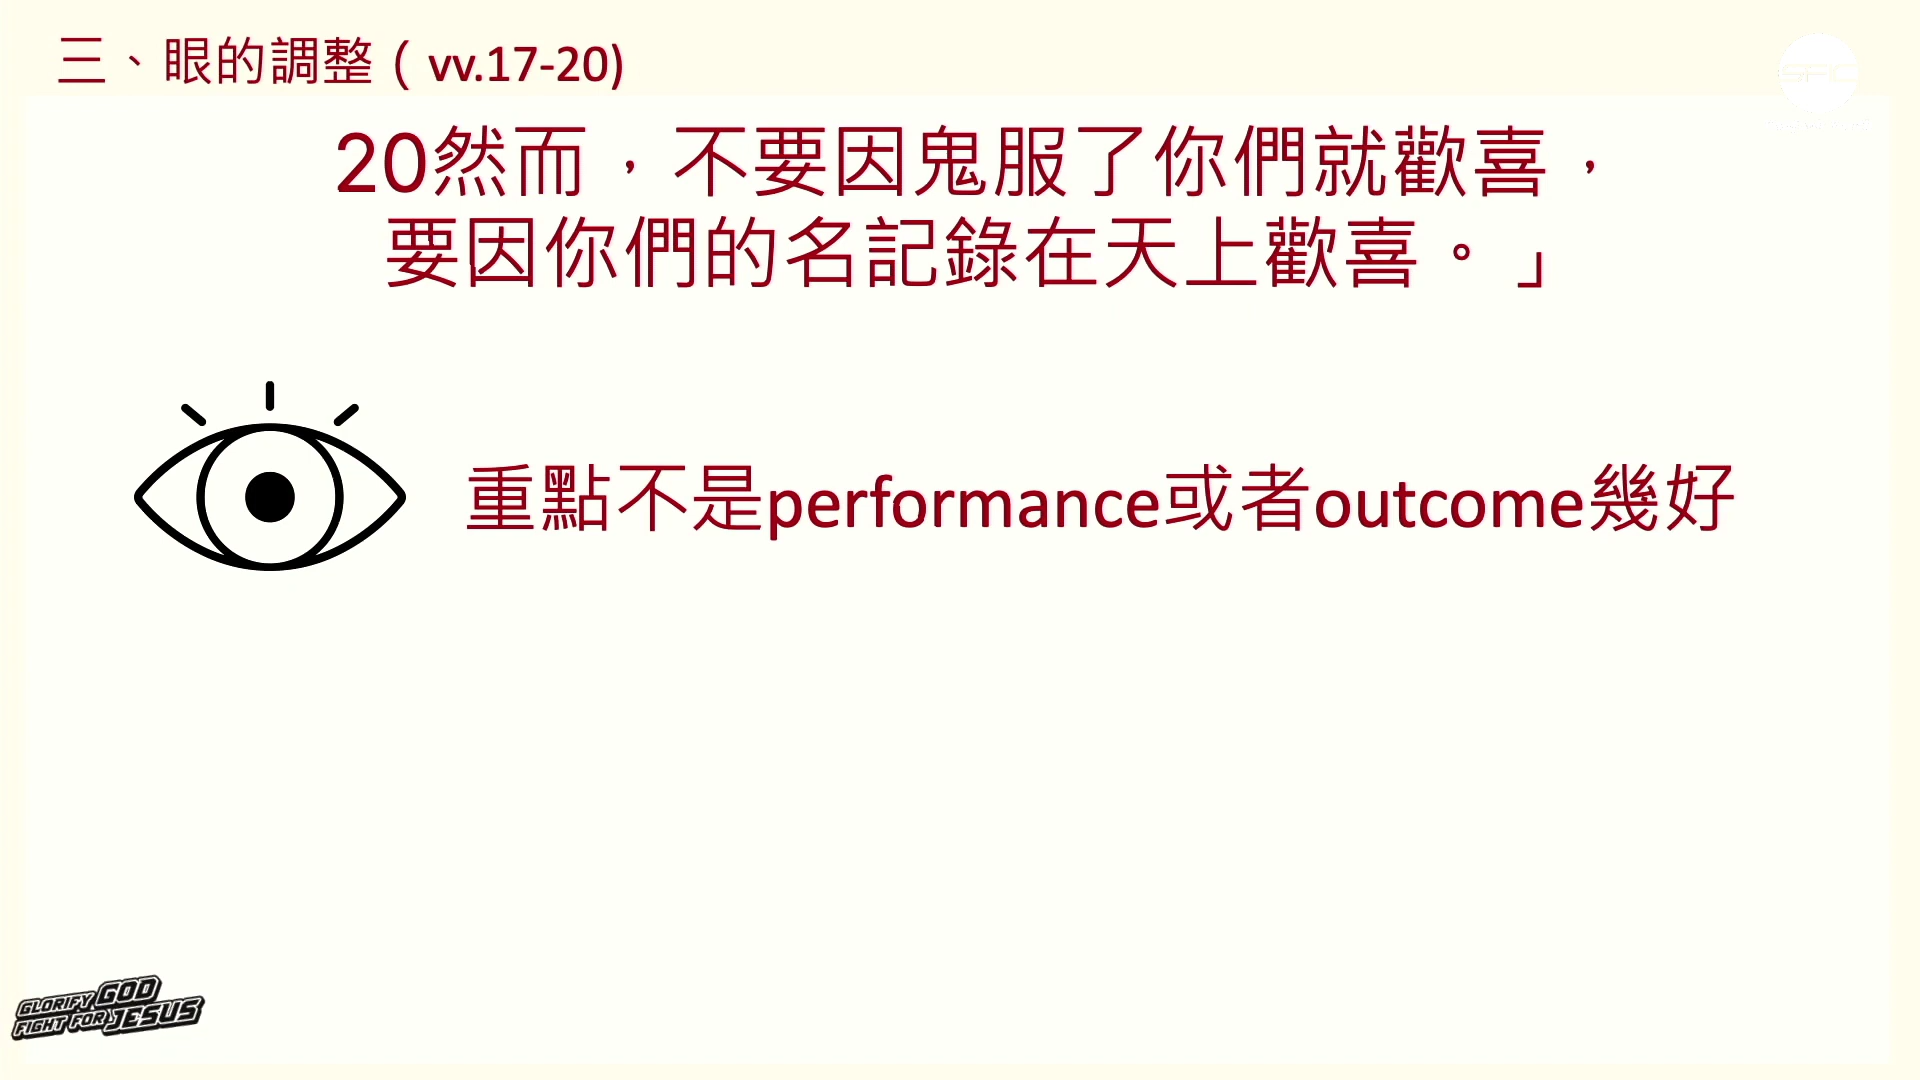 三、眼的調整（vv.17-20)
20然而，不要因鬼服了你們就歡喜，
要因你們的名記錄在天上歡喜。」
重點不是performance或者outcome幾好
GLORIFY GOD
FIGHT FOR JESUS